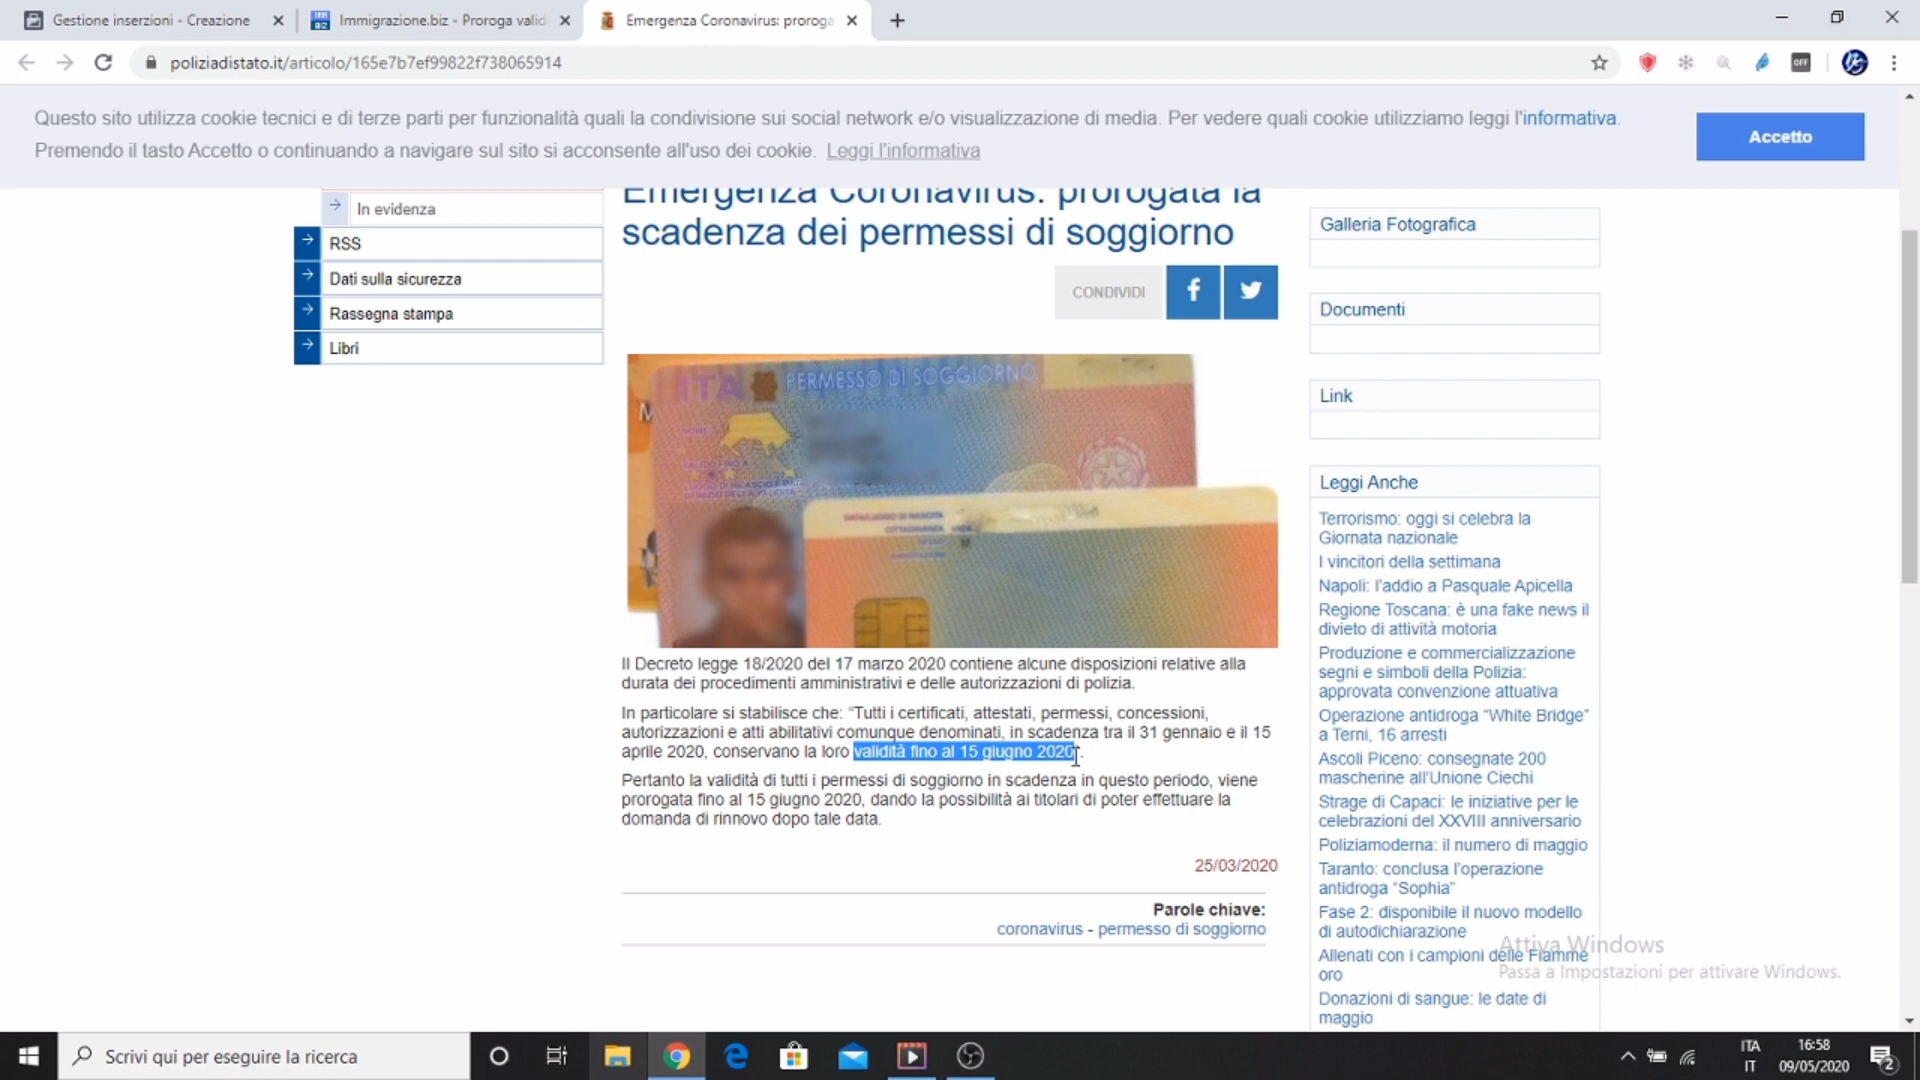 Gestione inserzioni - Creazione
Immigrazione.biz - Proroga valid
Emergenza Coronavirus: proroga
poliziadistato.it/articolo/165e7b7ef99822f738065914
OFF
Questo sito utilizza cookie tecnici e di terze parti per funzionalità quali la condivisione sui social network e/o visualizzazione di media. Per vedere quali cookie utilizziamo leggi l'informativa.
Premendo il tasto Accetto o continuando a navigare sul sito si acconsente all'uso dei cookie. Leggi l'informativa
Accetto
In evidenza
RSS
Dati sulla sicurezza
Rassegna stampa
Libri
Emergenza Coronavirus: prorogata la
scadenza dei permessi di soggiorno
CONDIVIDI
ITA PERMESSO DI SOGGIORNO
Il Decreto legge 18/2020 del 17 marzo 2020 contiene alcune disposizioni relative alla
durata dei procedimenti amministrativi e delle autorizzazioni di polizia.
In particolare si stabilisce che: “Tutti i certificati, attestati, permessi, concessioni,
autorizzazioni e atti abilitativi comunque denominati, in scadenza tra il 31 gennaio e il 15
aprile 2020, conservano la loro validità fino al 15 giugno 2020”.
Pertanto la validità di tutti i permessi di soggiorno in scadenza in questo periodo, viene
prorogata fino al 15 giugno 2020, dando la possibilità ai titolari di poter effettuare la
domanda di rinnovo dopo tale data.
25/03/2020
Parole chiave:
coronavirus - permesso di soggiorno
Galleria Fotografica
Documenti
Link
Leggi Anche
Terrorismo: oggi si celebra la
Giornata nazionale
I vincitori della settimana
Napoli: l'addio a Pasquale Apicella
Regione Toscana: è una fake news il
divieto di attività motoria
Produzione e commercializzazione
segni e simboli della Polizia:
approvata convenzione attuativa
Operazione antidroga “White Bridge”
a Terni, 16 arresti
Ascoli Piceno: consegnate 200
mascherine all'Unione Ciechi
Strage di Capaci: le iniziative per le
celebrazioni del XXVIII anniversario
Poliziamoderna: il numero di maggio
Taranto: conclusa l'operazione
antidroga “Sophia”
Fase 2: disponibile il nuovo modello
di autodichiarazione
Allenati con i campioni delle Fiamme
oro
Donazioni di sangue: le date di
maggio
Attiva Windows
Passa a Impostazioni per attivare Windows.
Scrivi qui per eseguire la ricerca
ITA
IT
16:58
09/05/2020
2